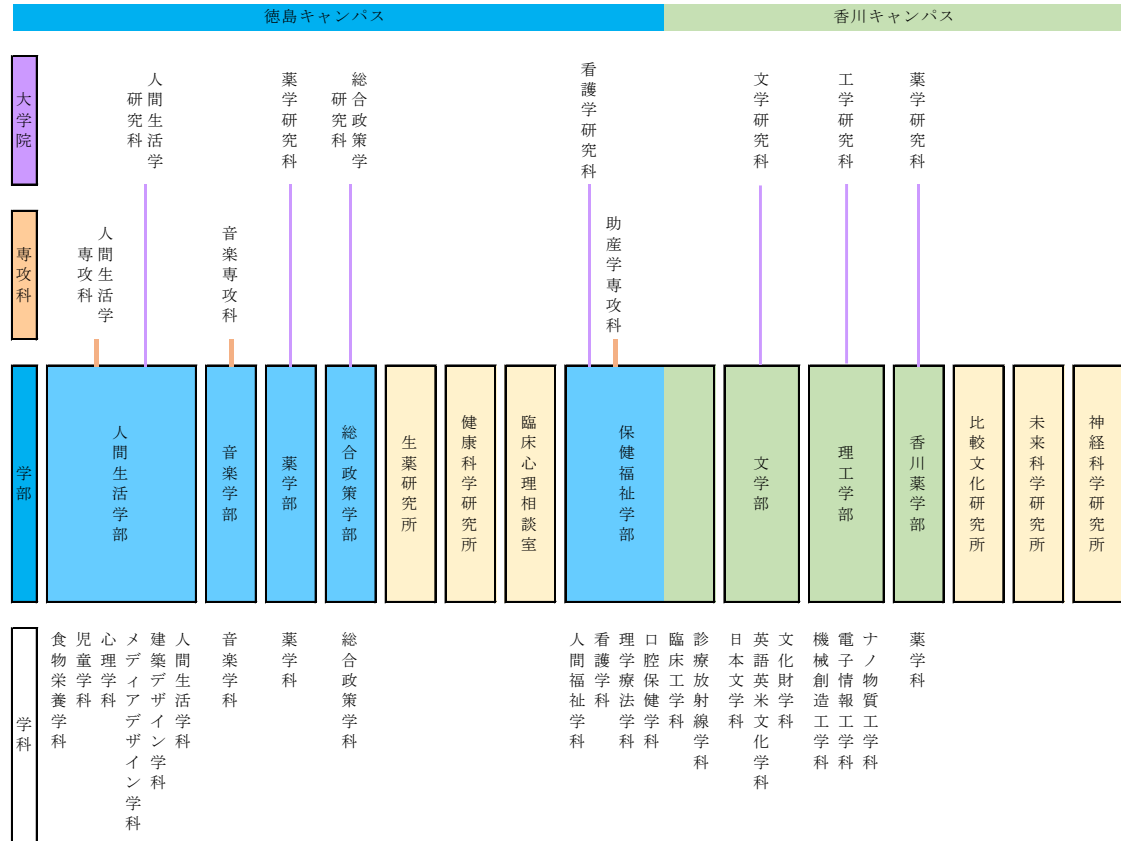 徳島キャンパス
香川キャンパス
大学院
人間生活学
研究科
薬学研究科
総合政策学
研究科
看護学研究科
文学研究科
工学研究科
薬学研究科
専攻科
人間生活学
専攻科
音楽専攻科
助産学専攻科
学部
人間生活学部
音楽学部
薬学部
総合政策学部
生薬研究所
健康科学研究所
臨床心理相談室
保健福祉学部
文学部
理工学部
香川薬学部
比較文化研究所
未来科学研究所
神経科学研究所
学科
食物栄養学科
児童学科
心理学科
メディアデザイン学科
建築デザイン学科
人間生活学科
音楽学科
薬学科
総合政策学科
人間福祉学科
看護学科
理学療法学科
口腔保健学科
臨床工学科
診療放射線学科
日本文学科
英語英米文化学科
文化財学科
機械創造工学科
電子情報工学科
ナノ物質工学科
薬学科